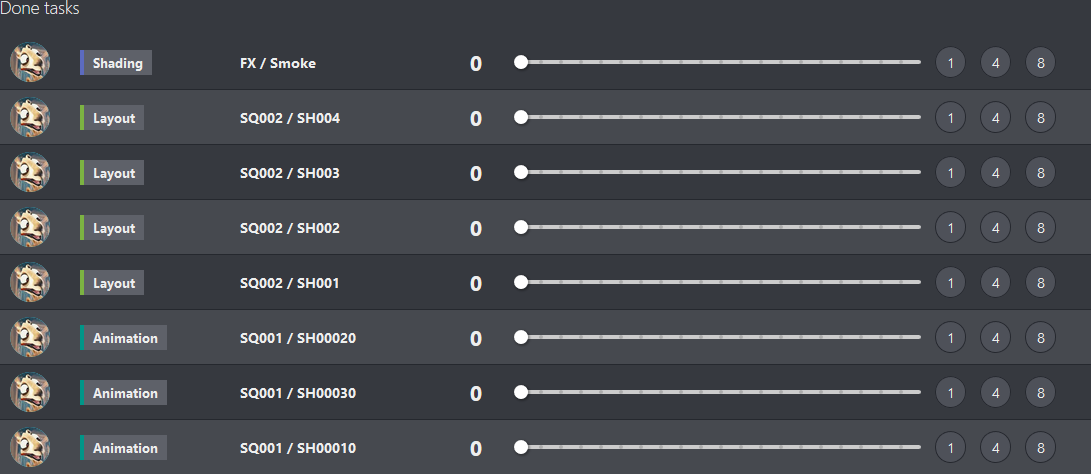 Done tasks
Shading FX / Smoke 0 1 4 8
Layout SQ002 / SH004 0 1 4 8
Layout SQ002 / SH003 0 1 4 8
Layout SQ002 / SH002 0 1 4 8
Layout SQ002 / SH001 0 1 4 8
Animation SQ001 / SH00020 0 1 4 8
Animation SQ001 / SH00030 0 1 4 8
Animation SQ001 / SH00010 0 1 4 8